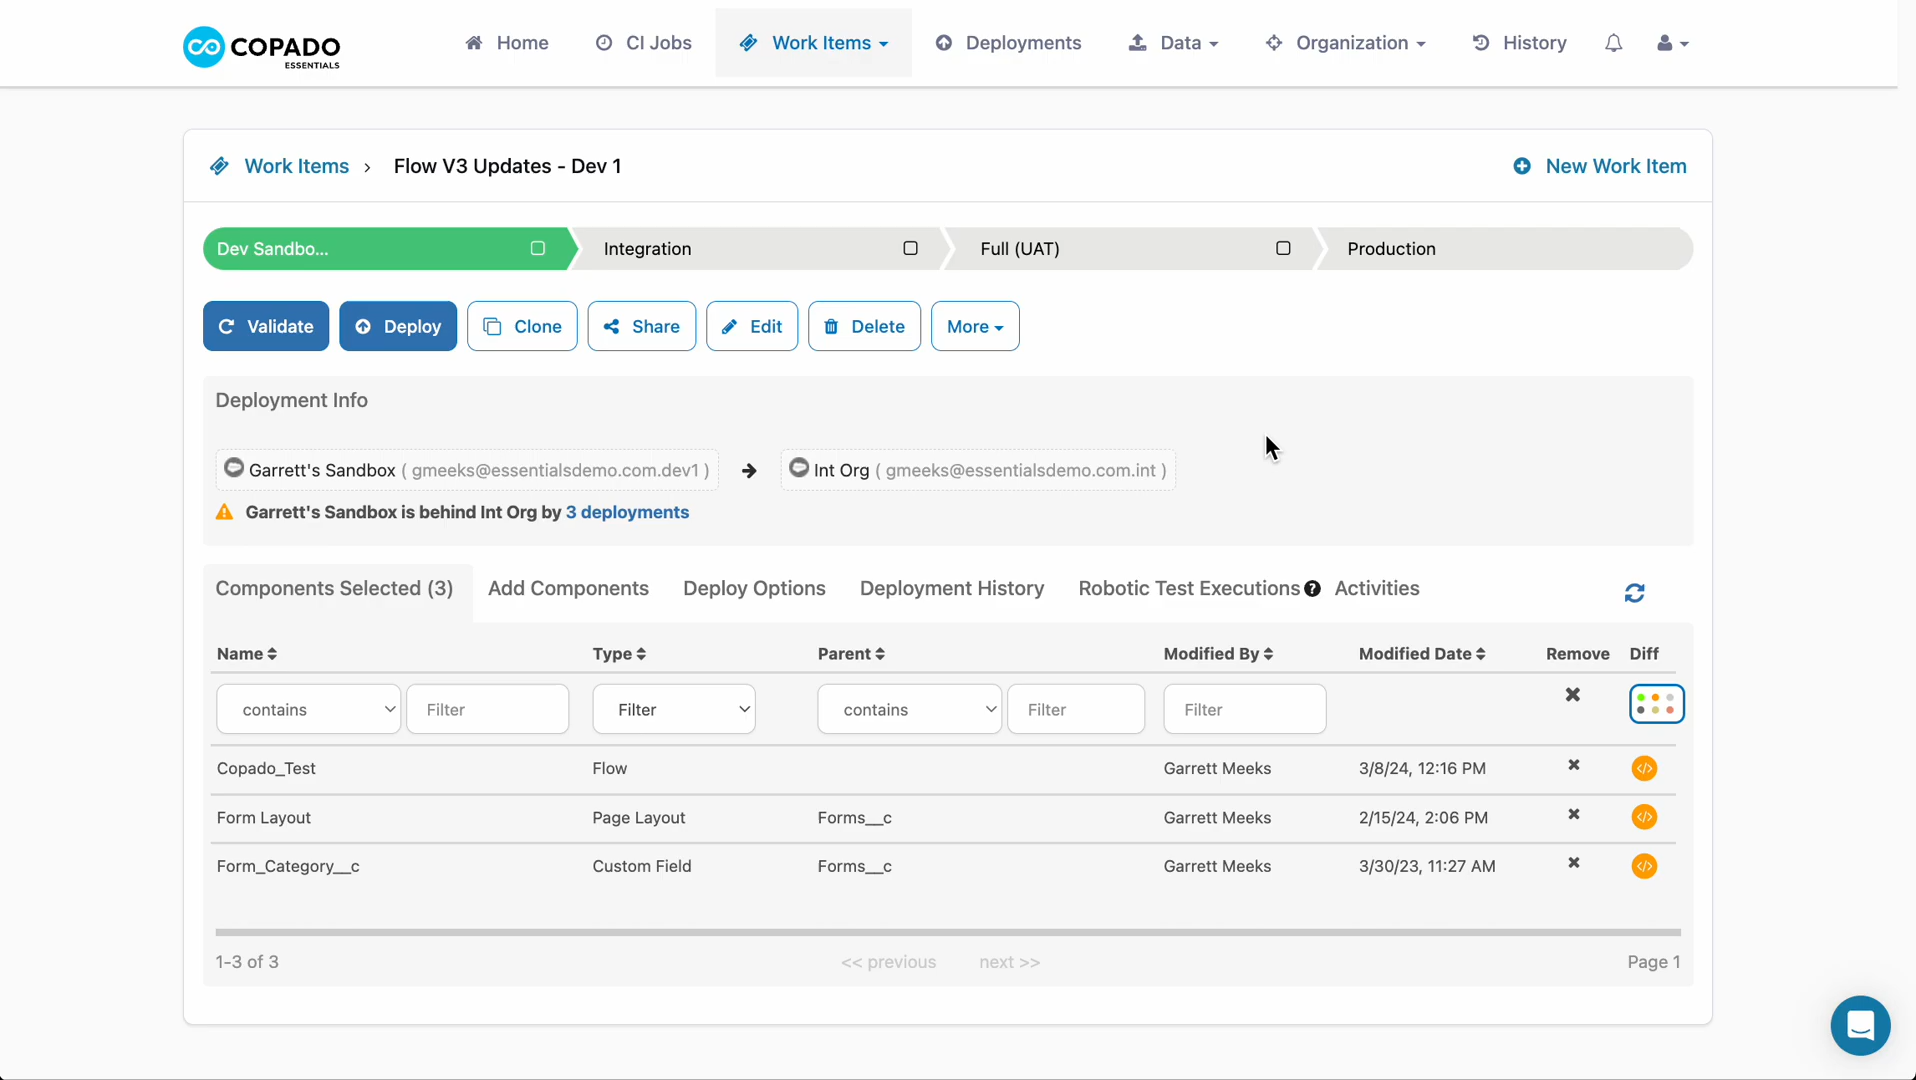 COPADO
ESSENTIALS
Home
CI Jobs
Work Items
Deployments
Data
Organization
History
Work Items › Flow V3 Updates - Dev 1
New Work Item
Dev Sandbo...
Integration
Full (UAT)
Production
Validate
Deploy
Clone
Share
Edit
Delete
More
Deployment Info
Garrett's Sandbox ( gmeeks@essentialsdemo.com.dev1 )
Int Org ( gmeeks@essentialsdemo.com.int )
Garrett's Sandbox is behind Int Org by 3 deployments
Components Selected (3)
Add Components
Deploy Options
Deployment History
Robotic Test Executions
Activities
Name Type Parent Modified By Modified Date Remove Diff
contains Filter Filter contains Filter Filter
Copado_Test Flow Garrett Meeks 3/8/24, 12:16 PM
Form Layout Page Layout Forms__c Garrett Meeks 2/15/24, 2:06 PM
Form_Category__c Custom Field Forms__c Garrett Meeks 3/30/23, 11:27 AM
1-3 of 3
<< previous
next >>
Page 1